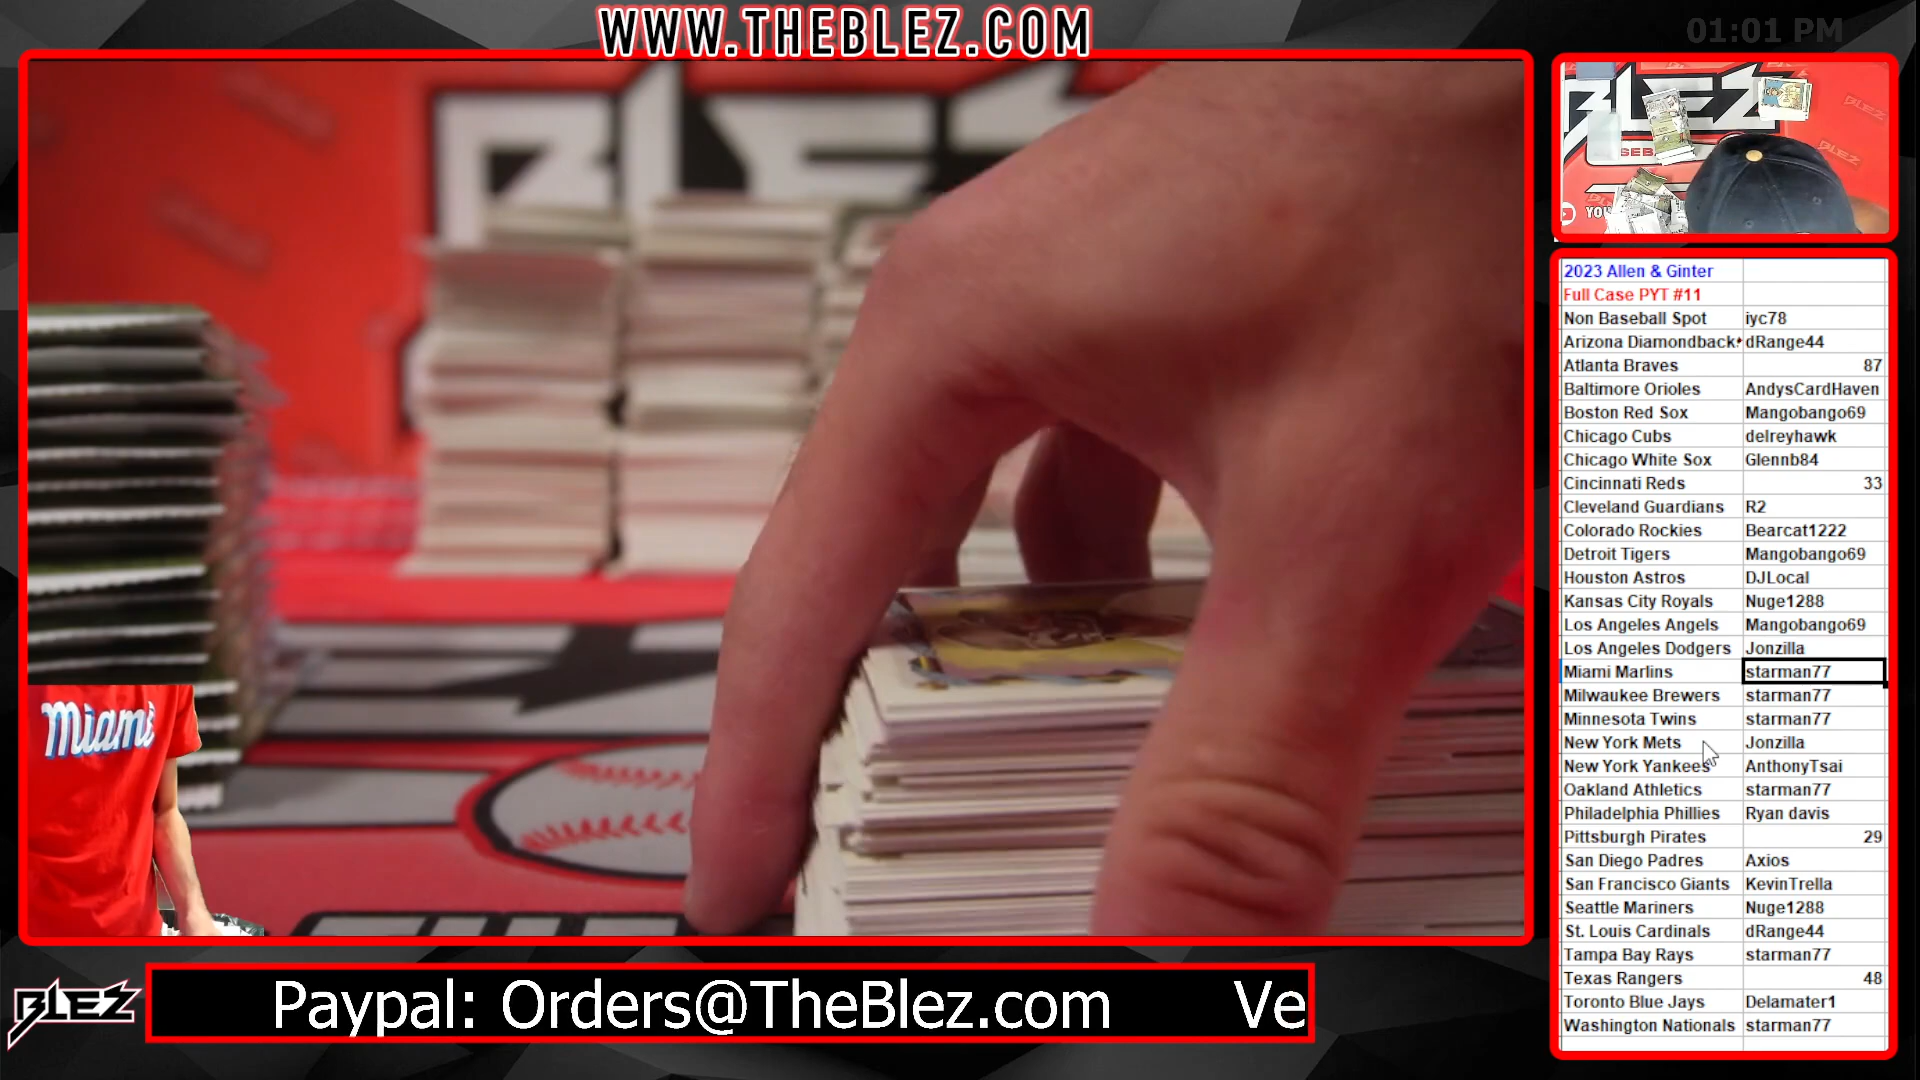 WWW.THEBLEZ.COM
01:01 PM
BLEZ
BLEZ
BLEZ
Miami
2023 Allen & Ginter
Full Case PYT #11
Non Baseball Spot iyc78
Arizona Diamondback dRange44
Atlanta Braves 87
Baltimore Orioles AndysCardHaven
Boston Red Sox Mangobango69
Chicago Cubs delreyhawk
Chicago White Sox Glennb84
Cincinnati Reds 33
Cleveland Guardians R2
Colorado Rockies Bearcat1222
Detroit Tigers Mangobango69
Houston Astros DJLocal
Kansas City Royals Nuge1288
Los Angeles Angels Mangobango69
Los Angeles Dodgers Jonzilla
Miami Marlins starman77
Milwaukee Brewers starman77
Minnesota Twins starman77
New York Mets Jonzilla
New York Yankees AnthonyTsai
Oakland Athletics starman77
Philadelphia Phillies Ryan davis
Pittsburgh Pirates 29
San Diego Padres Axios
San Francisco Giants KevinTrella
Seattle Mariners Nuge1288
St. Louis Cardinals dRange44
Tampa Bay Rays starman77
Texas Rangers 48
Toronto Blue Jays Delamater1
Washington Nationals starman77
BLEZ
Paypal: Orders@TheBlez.com Ve